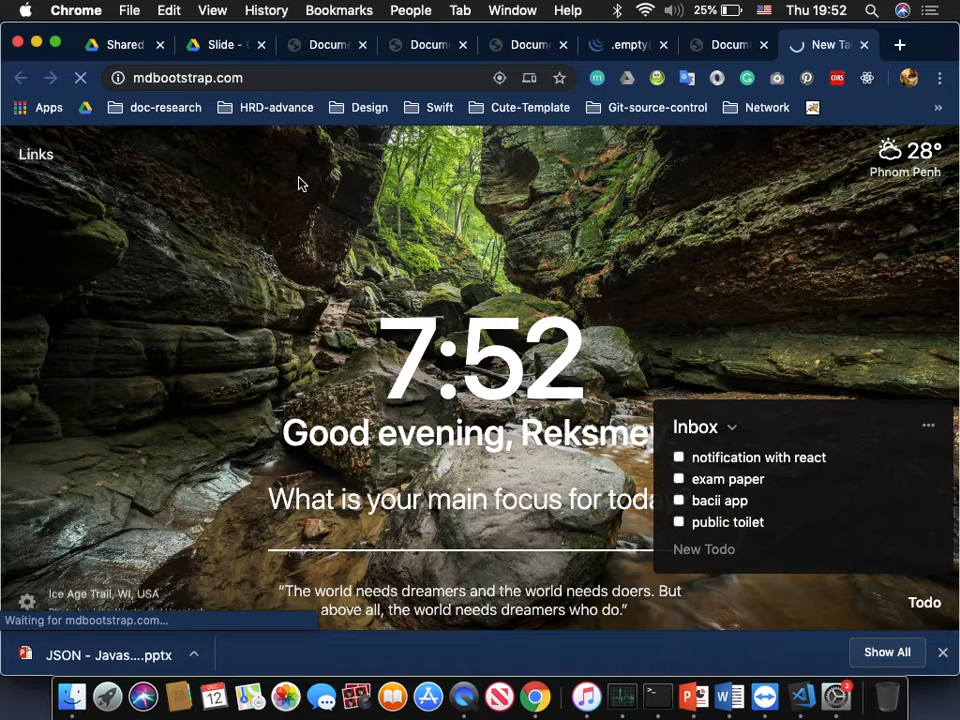 Chrome File Edit View History Bookmarks People Tab Window Help 25% Thu 19:52
Shared Slide - Docum Docum Docum .empty( Docum New Ta
mdbootstrap.com
Apps doc-research HRD-advance Design Swift Cute-Template Git-source-control Network »
Links
28°
Phnom Penh
7:52
Good evening, Reksme
What is your main focus for toda
Inbox
notification with react
exam paper
bacii app
public toilet
New Todo
“The world needs dreamers and the world needs doers. But
above all, the world needs dreamers who do.”
Ice Age Trail, WI, USA
Todo
Waiting for mdbootstrap.com...
JSON - Javas....pptx
Show All
12
2